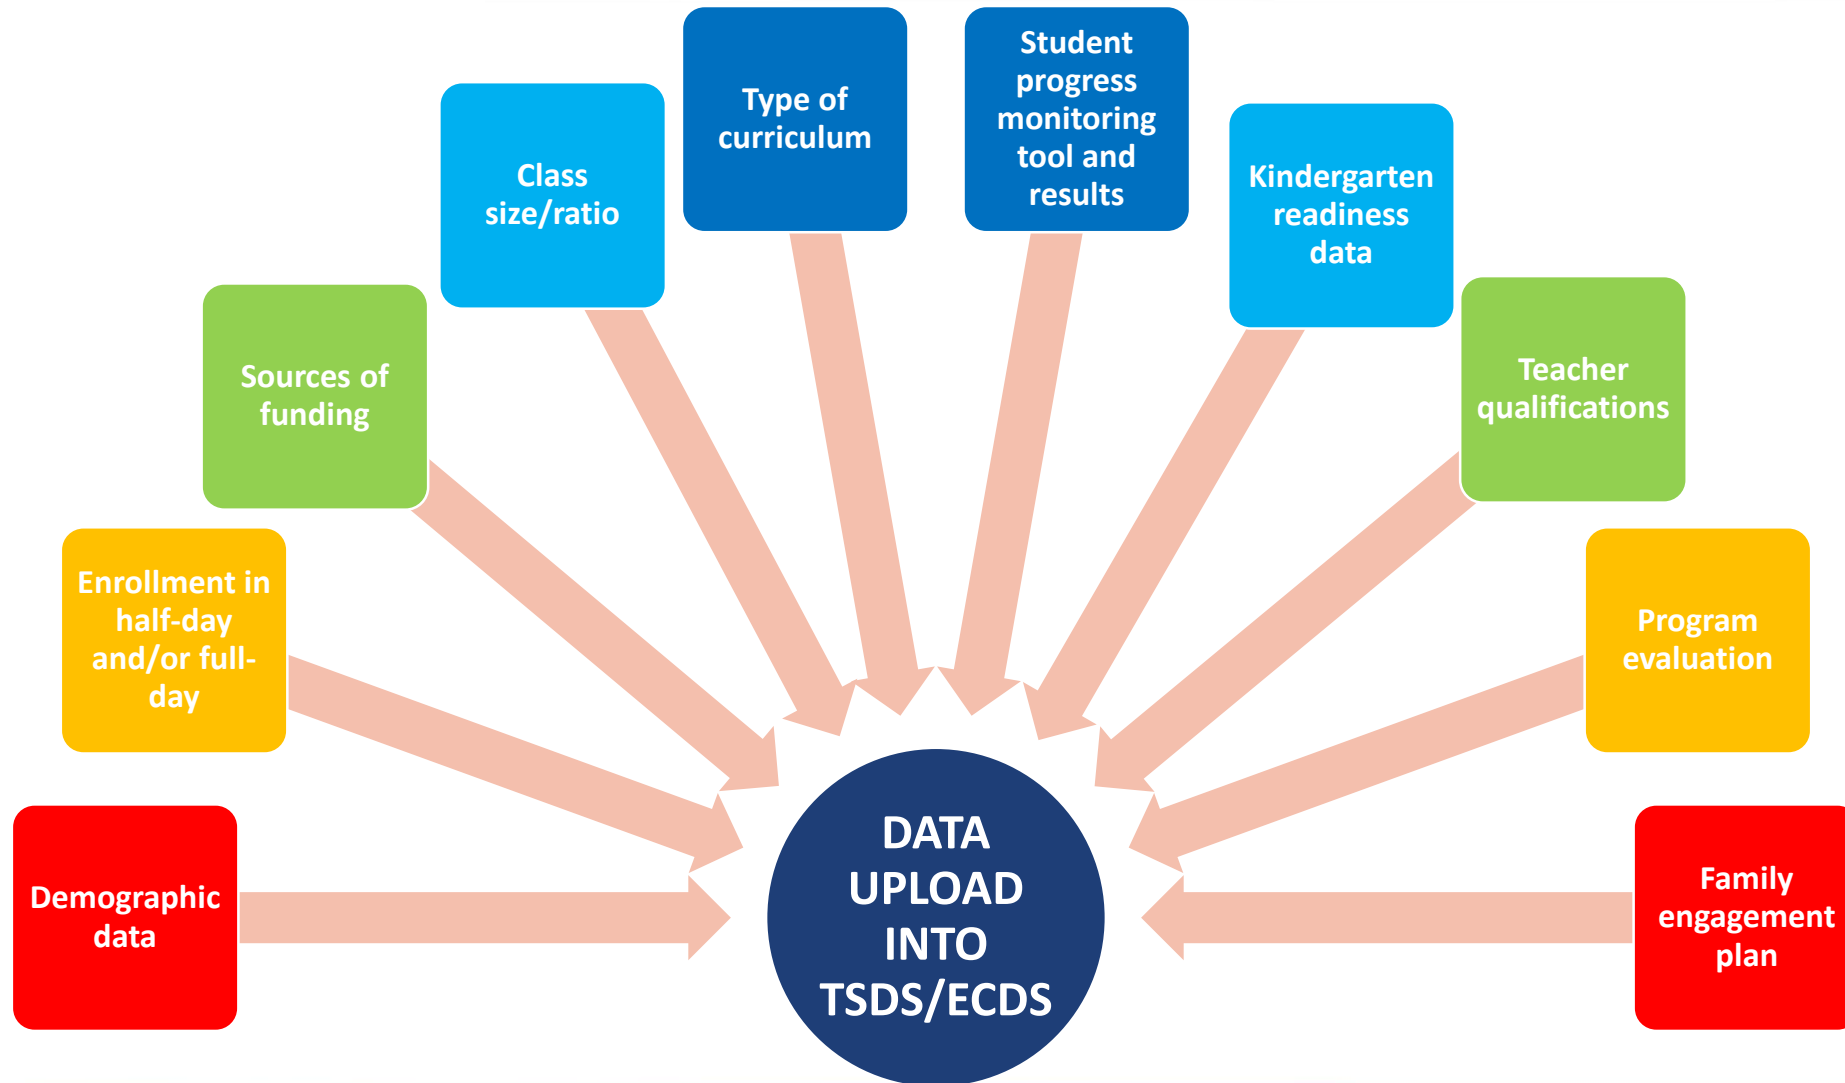 Demographic
data
Enrollment in
half-day
and/or full-
day
Sources of
funding
Class
size/ratio
Type of
curriculum
Student
progress
monitoring
tool and
results
Kindergarten
readiness
data
Teacher
qualifications
Program
evaluation
Family
engagement
plan
DATA
UPLOAD
INTO
TSDS/ECDS